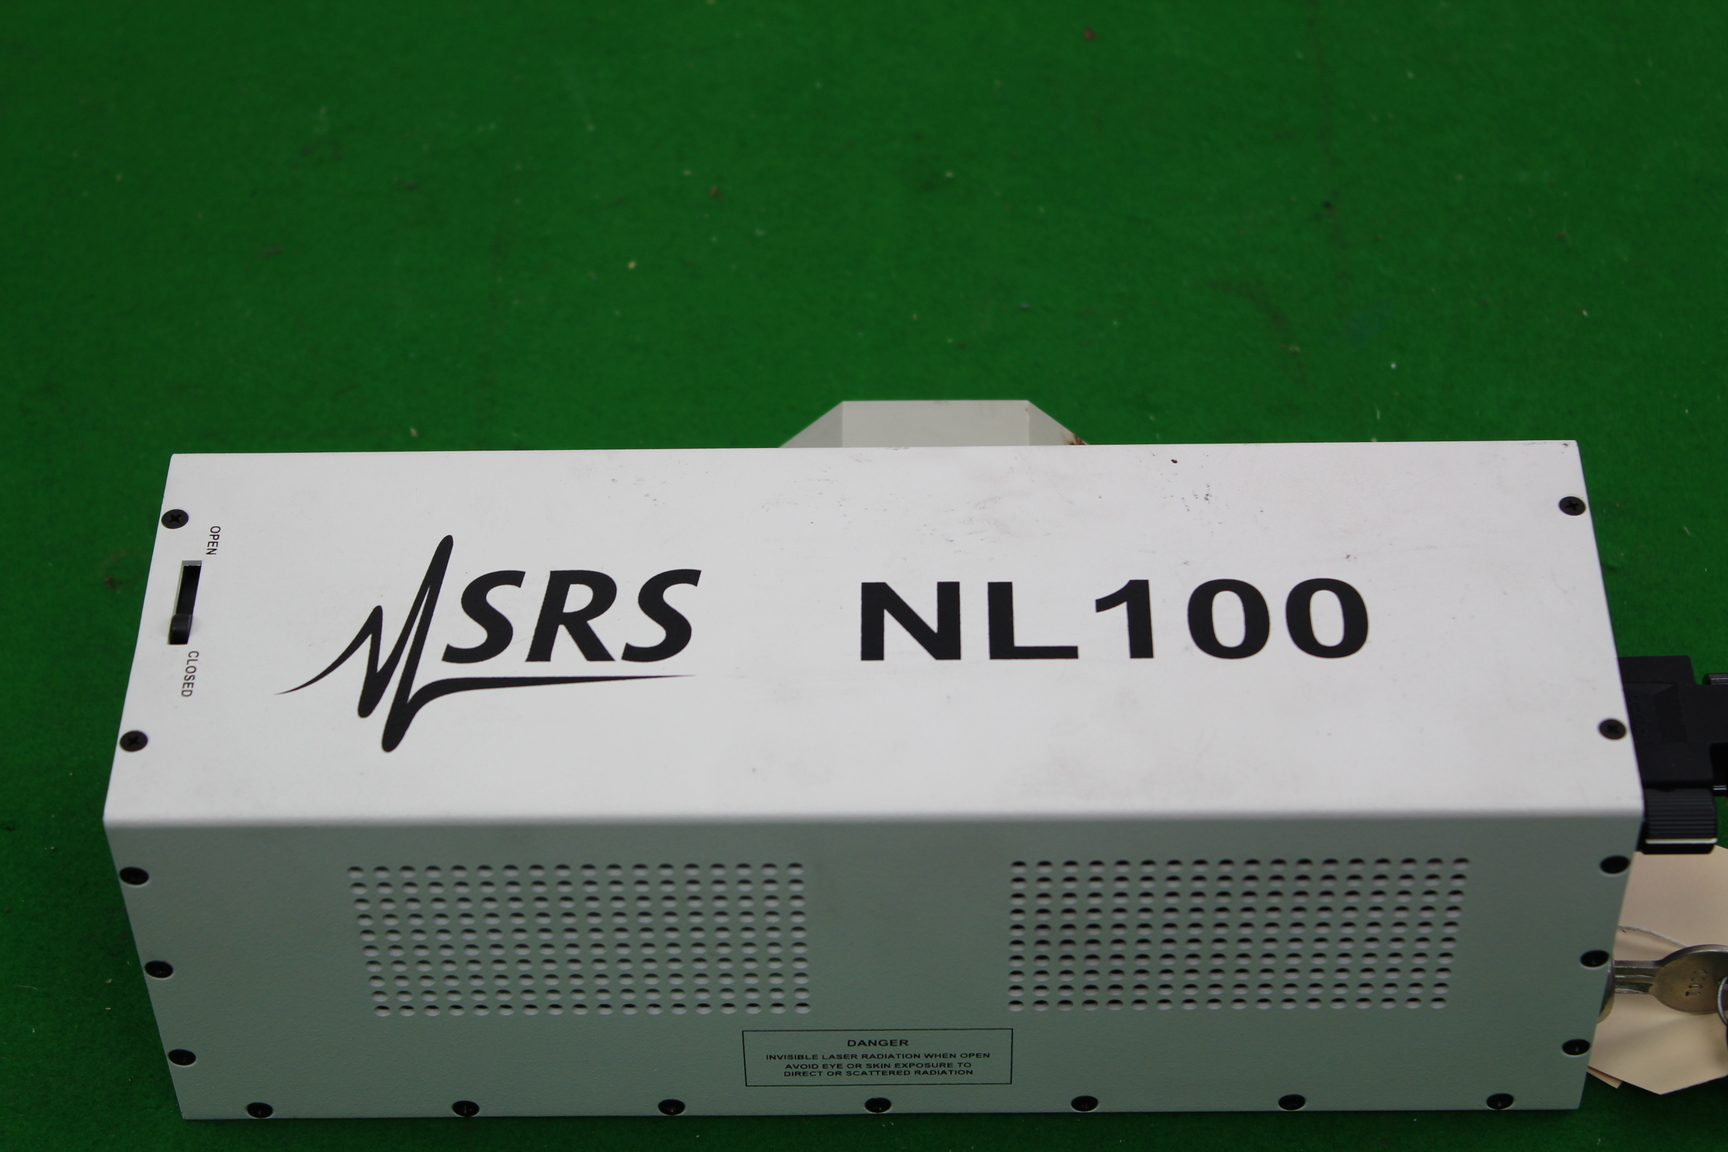 OPEN
CLOSED
SRS NL100
DANGER
INVISIBLE LASER RADIATION WHEN OPEN
AVOID EYE OR SKIN EXPOSURE TO
DIRECT OR SCATTERED RADIATION